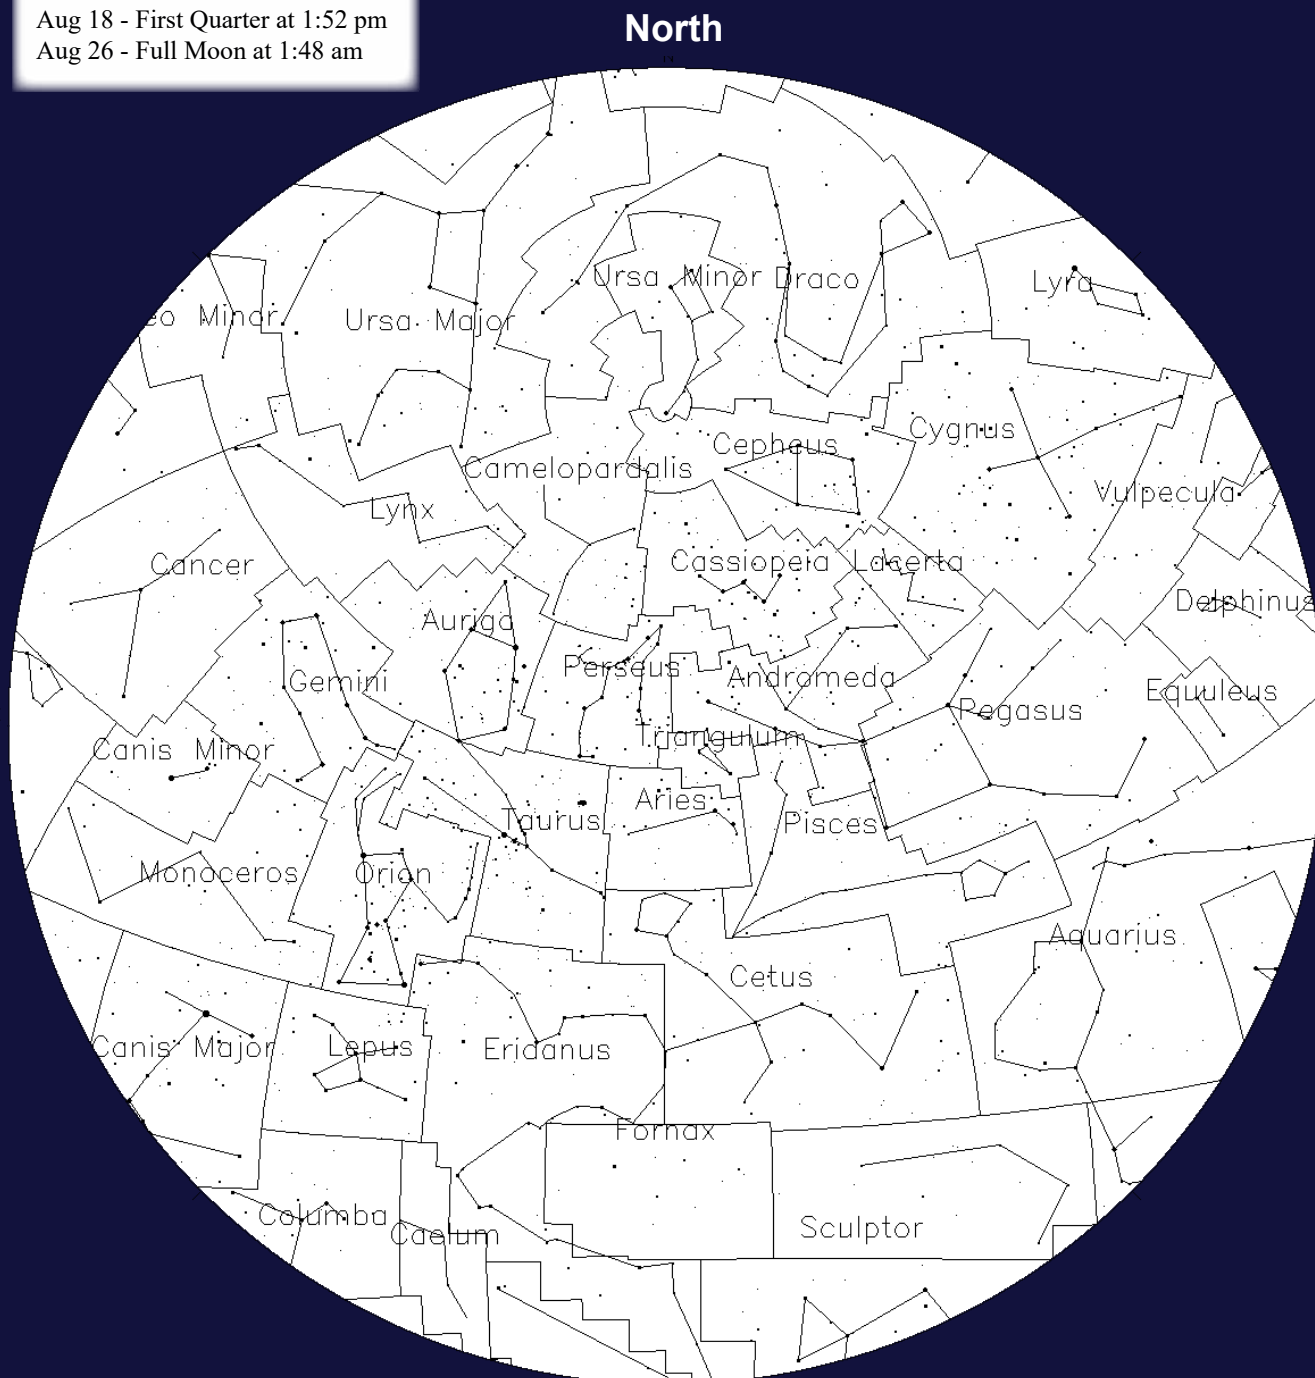 Aug 18 - First Quarter at 1:52 pm
Aug 26 - Full Moon at 1:48 am
North
Ursa Minor Draco
Lyra
eo Minor
Ursa Major
Cygnus
Cepheus
Camelopardalis
Vulpecula
Lynx
Cancer
Cassiopeia Lacerta
Delphinus
Auriga
Perseus
Andromeda
Gemini
Equuleus
Pegasus
Triangulum
Canis Minor
Aries
Taurus
Pisces
Monoceros
Orion
Aquarius
Cetus
Canis Major
Lepus
Eridanus
Fornax
Columba
Caelum
Sculptor